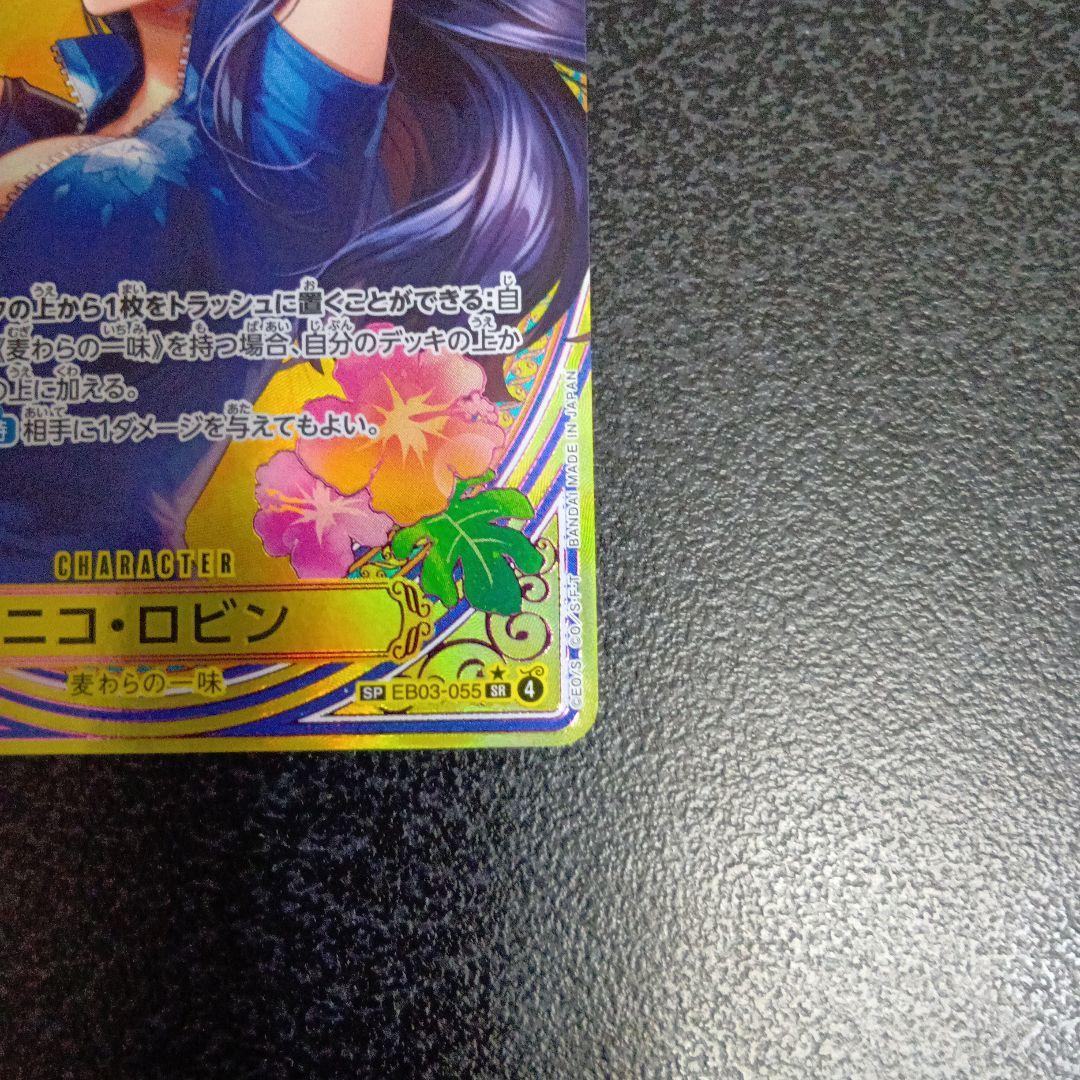 の上から1枚をトラッシュに置くことができる:自
《麦わらの一味》を持つ場合、自分のデッキの上か
の上に加える。
相手に1ダメージを与えてもよい。
CHARACTER
ニコ・ロビン
麦わらの一味
SP EB03-055 SR 4
©EO/S, CO/S,F,T BANDAI MADE IN JAPAN